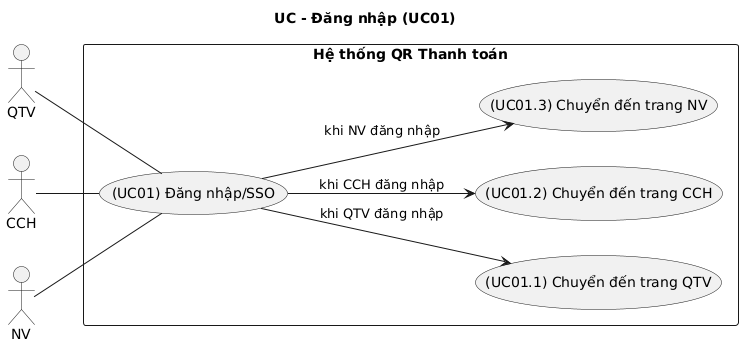 UC - Đăng nhập (UC01)
Hệ thống QR Thanh toán
QTV
(UC01.3) Chuyển đến trang NV
khi NV đăng nhập
CCH
(UC01) Đăng nhập/SSO
khi CCH đăng nhập
(UC01.2) Chuyển đến trang CCH
khi QTV đăng nhập
(UC01.1) Chuyển đến trang QTV
NV